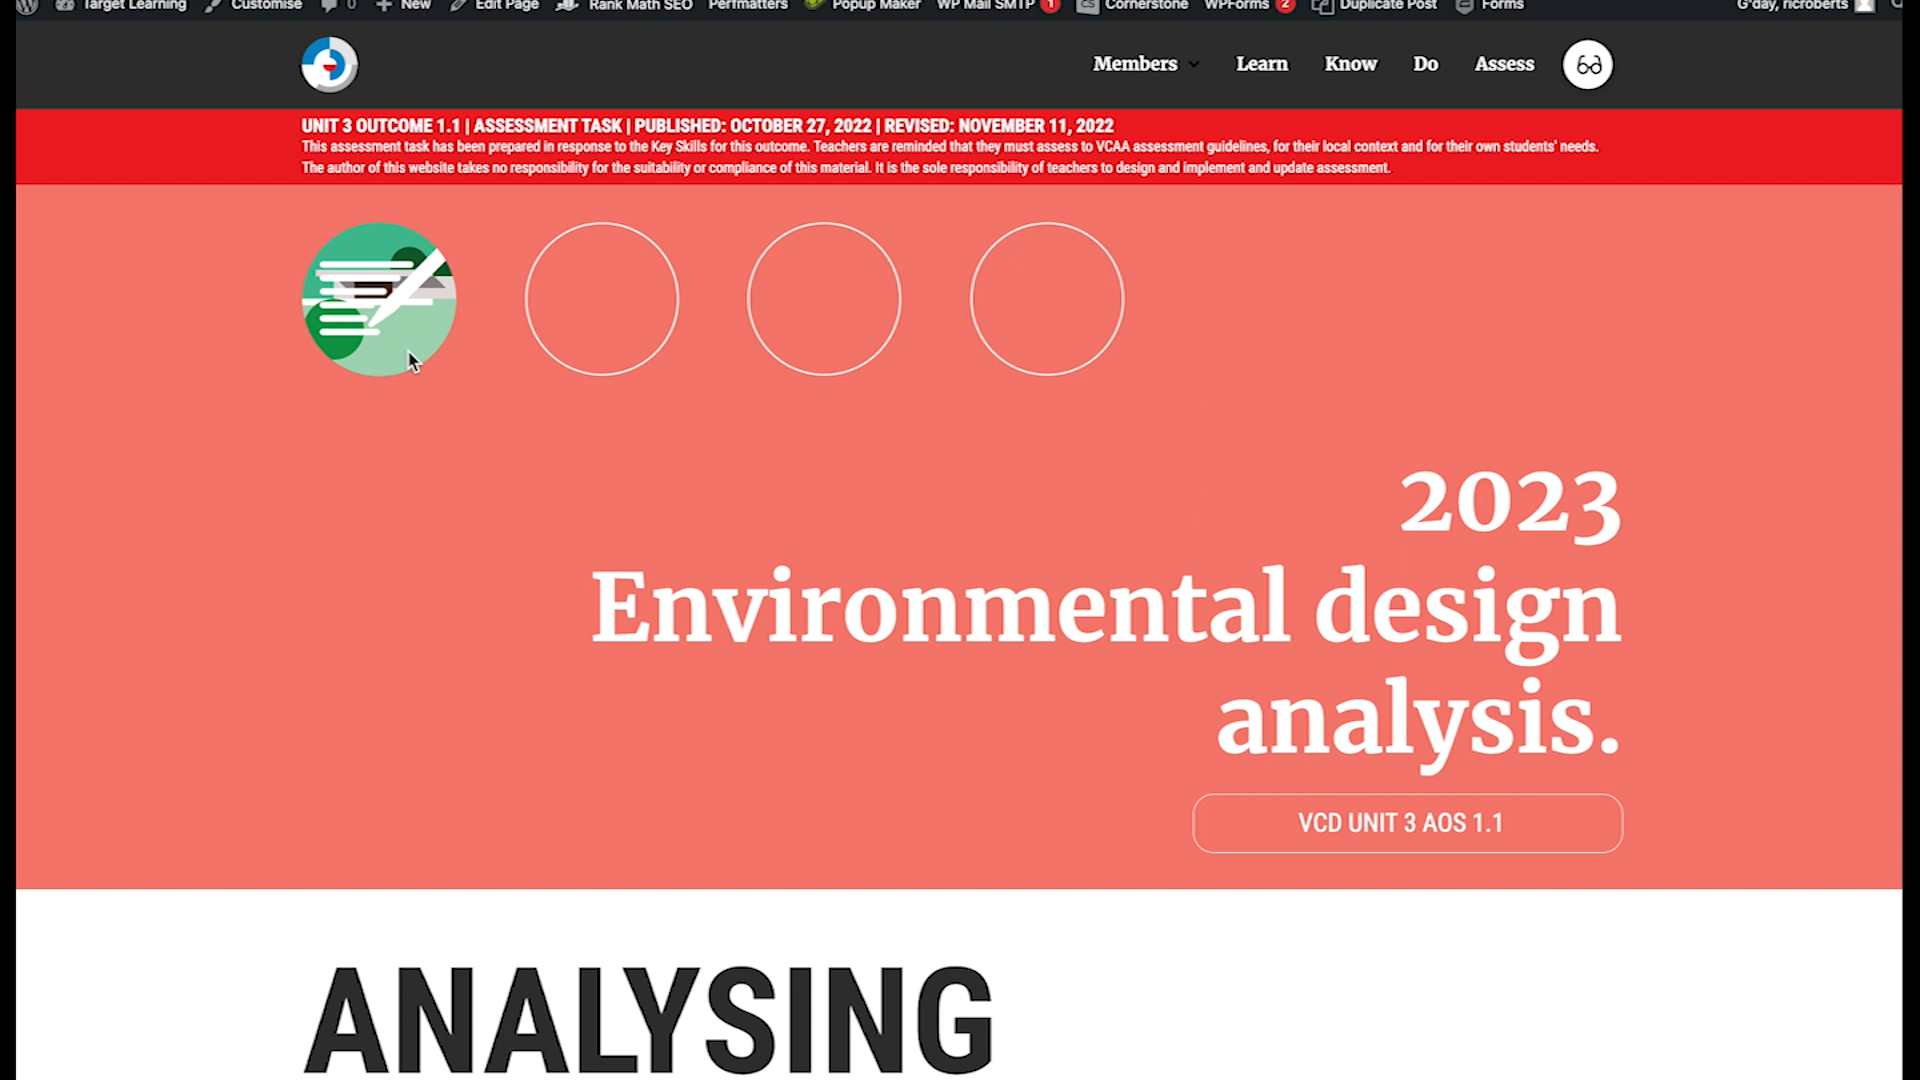 Target Learning Customise 0 New Edit Page Rank Math SEO Perfmatters Popup Maker WP Mail SMTP 1 CS Cornerstone WPForms 2 Duplicate Post Forms G'day, ricroberts
Members Learn Know Do Assess
UNIT 3 OUTCOME 1.1 | ASSESSMENT TASK | PUBLISHED: OCTOBER 27, 2022 | REVISED: NOVEMBER 11, 2022
This assessment task has been prepared in response to the Key Skills for this outcome. Teachers are reminded that they must assess to VCAA assessment guidelines, for their local context and for their own students' needs.
The author of this website takes no responsibility for the suitability or compliance of this material. It is the sole responsibility of teachers to design and implement and update assessment.
2023
Environmental design
analysis.
VCD UNIT 3 AOS 1.1
ANALYSING